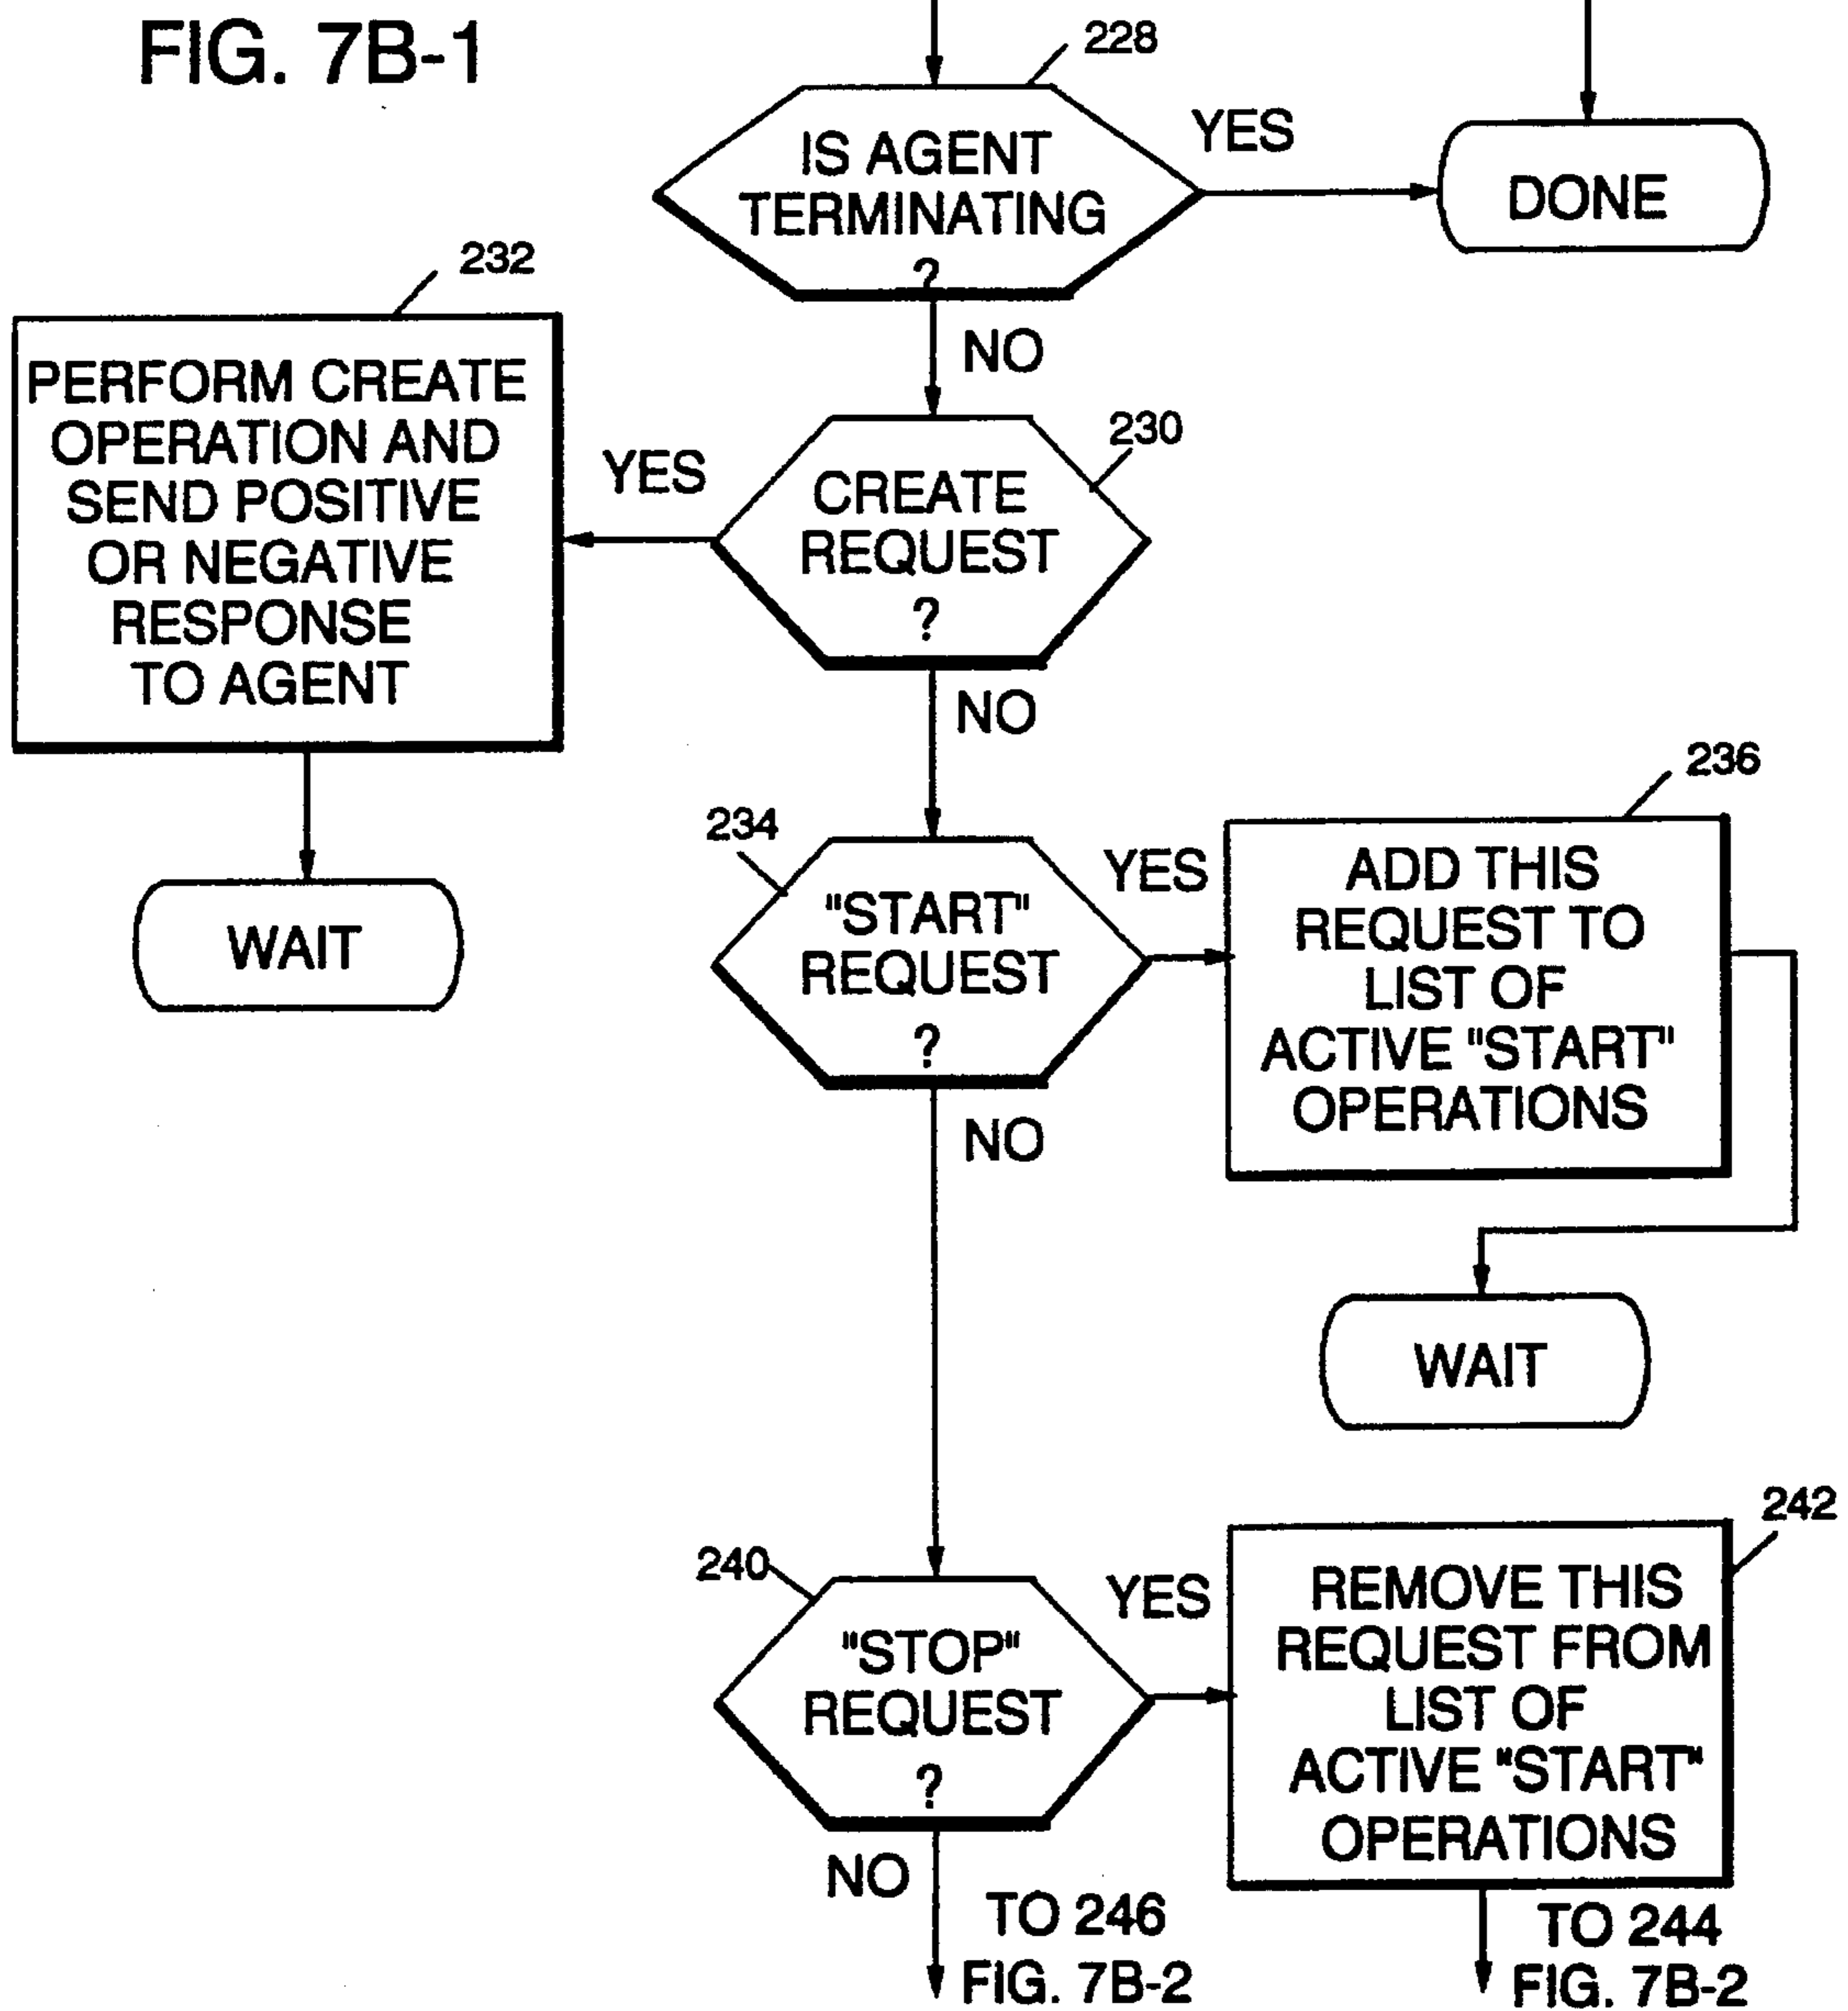 FIG. 7B-1
228
IS AGENT
TERMINATING
?
YES
DONE
NO
232
PERFORM CREATE
OPERATION AND
SEND POSITIVE
OR NEGATIVE
RESPONSE
TO AGENT
WAIT
230
CREATE
REQUEST
?
YES
NO
234
"START"
REQUEST
?
YES
NO
236
ADD THIS
REQUEST TO
LIST OF
ACTIVE "START"
OPERATIONS
WAIT
240
"STOP"
REQUEST
?
YES
242
REMOVE THIS
REQUEST FROM
LIST OF
ACTIVE "START"
OPERATIONS
NO
TO 246
FIG. 7B-2
TO 244
FIG. 7B-2